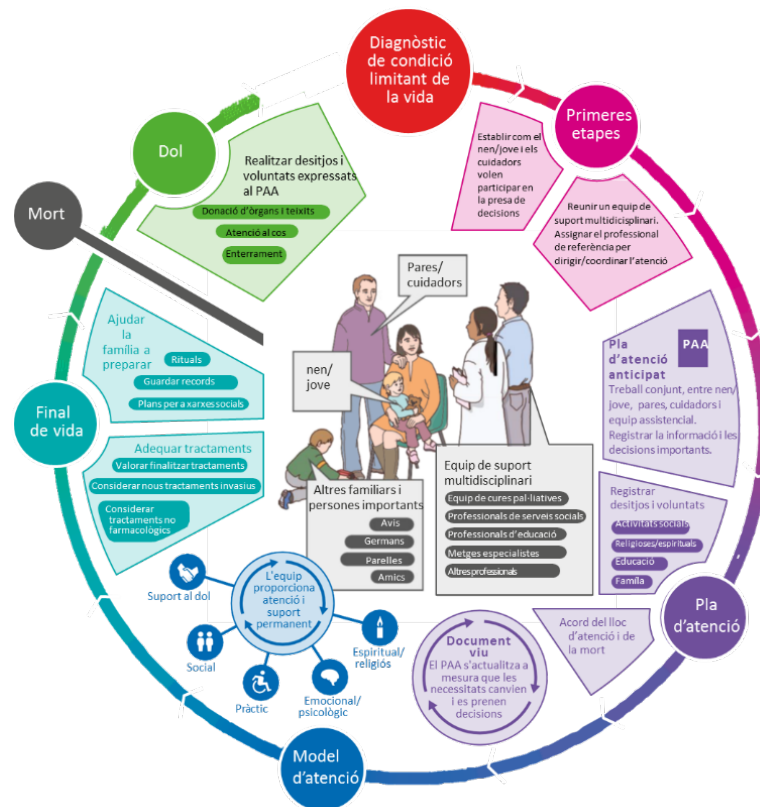 Diagnòstic
de condició
limitant de
la vida
Primeres
etapes
Establir com el
nen/jove i els
cuidadors
volen
participar en
la presa de
decisions
Reunir un equip de
suport multidicisplinari.
Assignar el professional
de referència per
dirigir/coordinar l'atenció
Pla
d'atenció
anticipat
PAA
Treball conjunt, entre nen/
jove, pares, cuidadors i
equip assistencial.
Registrar la informació i les
decisions importants.
Registrar
desitjos i voluntats
Activitats socials
Religioses/espirituals
Educació
Família
Pla
d'atenció
Acord del lloc
d'atenció i de
la mort
Document
viu
El PAA s'actualitza a
mesura que les
necessitats canvien
i es prenen
decisions
Model
d'atenció
L'equip
proporciona
atenció i
suport
permanent
Suport al dol
Social
Pràctic
Emocional/
psicològic
Espiritual/
religiós
Final
de vida
Adequar tractaments
Valorar finalitzar tractaments
Considerar nous tractaments invasius
Considerar
tractaments no
farmacològics
Ajudar
la
família a
preparar
Rituals
Guardar records
Plans per a xarxes socials
Mort
Dol
Realitzar desitjos i
voluntats expressats
al PAA
Donació d'òrgans i teixits
Atenció al cos
Enterrament
Pares/
cuidadors
nen/
jove
Altres familiars i
persones importants
Avis
Germans
Parelles
Amics
Equip de suport
multidisciplinari
Equip de cures pal·liatives
Professionals de serveis socials
Professionals d'educació
Metges especialistes
Altres professionals